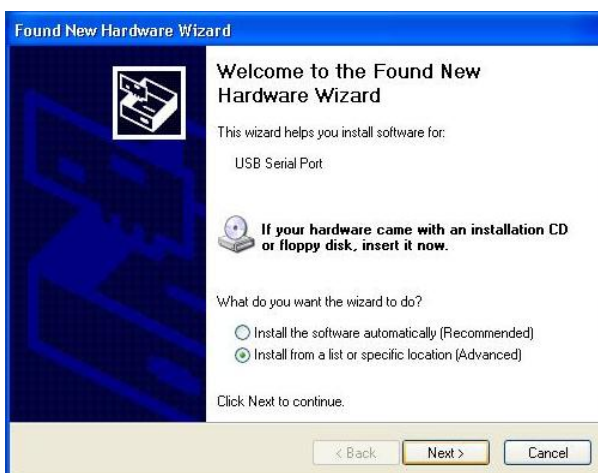 Found New Hardware Wizard
Welcome to the Found New
Hardware Wizard
This wizard helps you install software for:
USB Serial Port
If your hardware came with an installation CD
or floppy disk, insert it now.
What do you want the wizard to do?
Install the software automatically (Recommended)
Install from a list or specific location (Advanced)
Click Next to continue.
< Back
Next >
Cancel